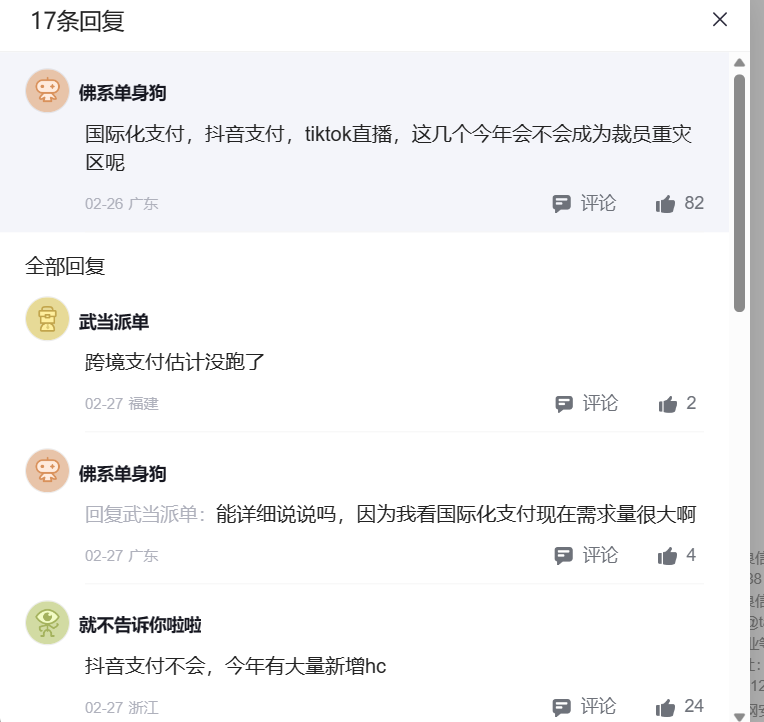 17条回复
佛系单身狗
国际化支付，抖音支付，tiktok直播，这几个今年会不会成为裁员重灾
区呢
02-26 广东 评论 82
全部回复
武当派单
跨境支付估计没跑了
02-27 福建 评论 2
佛系单身狗
回复武当派单：能详细说说吗，因为我看国际化支付现在需求量很大啊
02-27 广东 评论 4
就不告诉你啦啦
抖音支付不会，今年有大量新增hc
02-27 浙江 评论 24